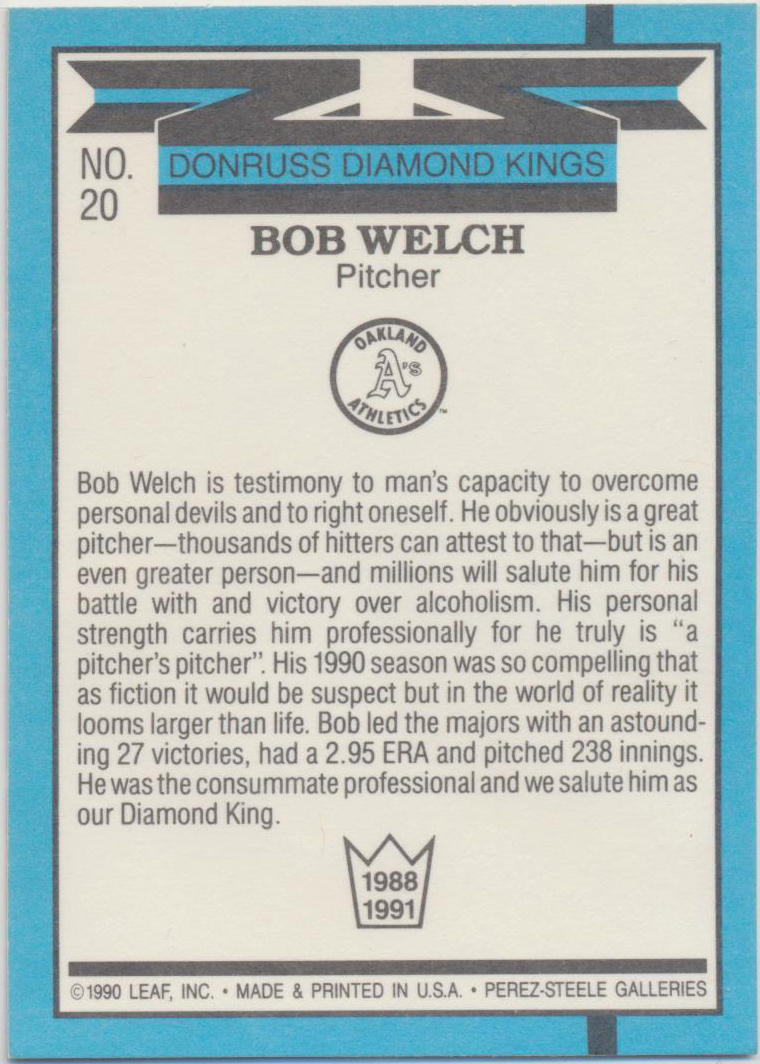 NO.
20
DONRUSS DIAMOND KINGS
BOB WELCH
Pitcher
OAKLAND
A's
ATHLETICS
™
Bob Welch is testimony to man's capacity to overcome
personal devils and to right oneself. He obviously is a great
pitcher—thousands of hitters can attest to that—but is an
even greater person—and millions will salute him for his
battle with and victory over alcoholism. His personal
strength carries him professionally for he truly is "a
pitcher's pitcher". His 1990 season was so compelling that
as fiction it would be suspect but in the world of reality it
looms larger than life. Bob led the majors with an astound-
ing 27 victories, had a 2.95 ERA and pitched 238 innings.
He was the consummate professional and we salute him as
our Diamond King.
1988
1991
©1990 LEAF, INC. • MADE & PRINTED IN U.S.A. • PEREZ-STEELE GALLERIES